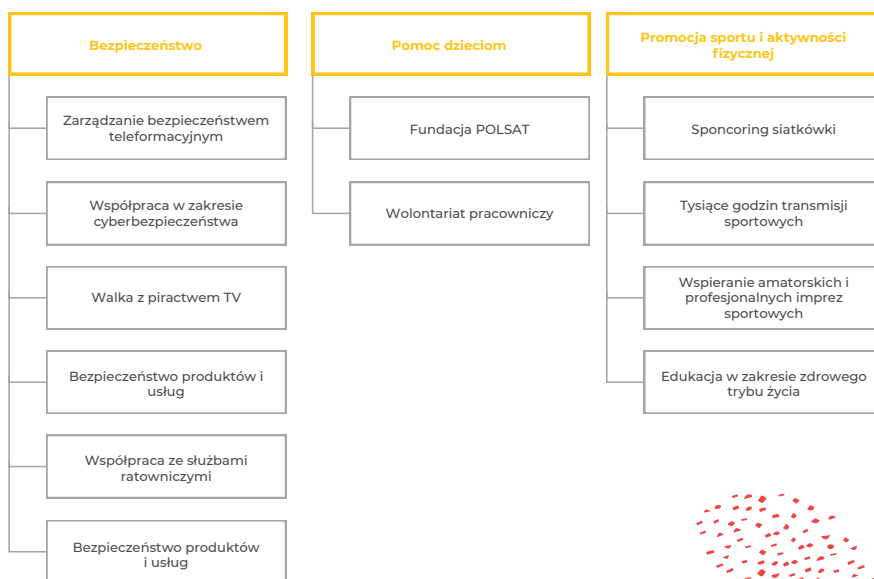 Bezpieczeństwo
Zarządzanie bezpieczeństwem
teleformacyjnym
Współpraca w zakresie
cyberbezpieczeństwa
Walka z piractwem TV
Bezpieczeństwo produktów i
usług
Współpraca ze służbami
ratowniczymi
Bezpieczeństwo produktów
i usług
Pomoc dzieciom
Fundacja POLSAT
Wolontariat pracowniczy
Promocja sportu i aktywności
fizycznej
Sponcoring siatkówki
Tysiące godzin transmisji
sportowych
Wspieranie amatorskich i
profesjonalnych imprez
sportowych
Edukacja w zakresie zdrowego
trybu życia